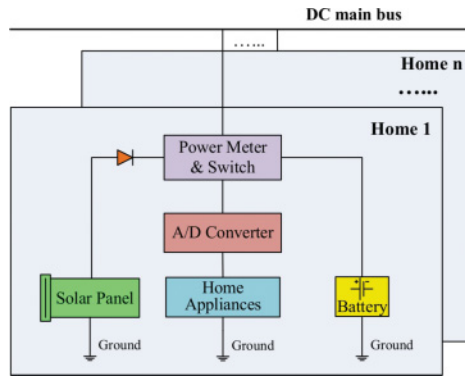 DC main bus
…...
Home n
…...
Home 1
Power Meter
& Switch
A/D Converter
Solar Panel
Home
Appliances
Battery
Ground
Ground
Ground